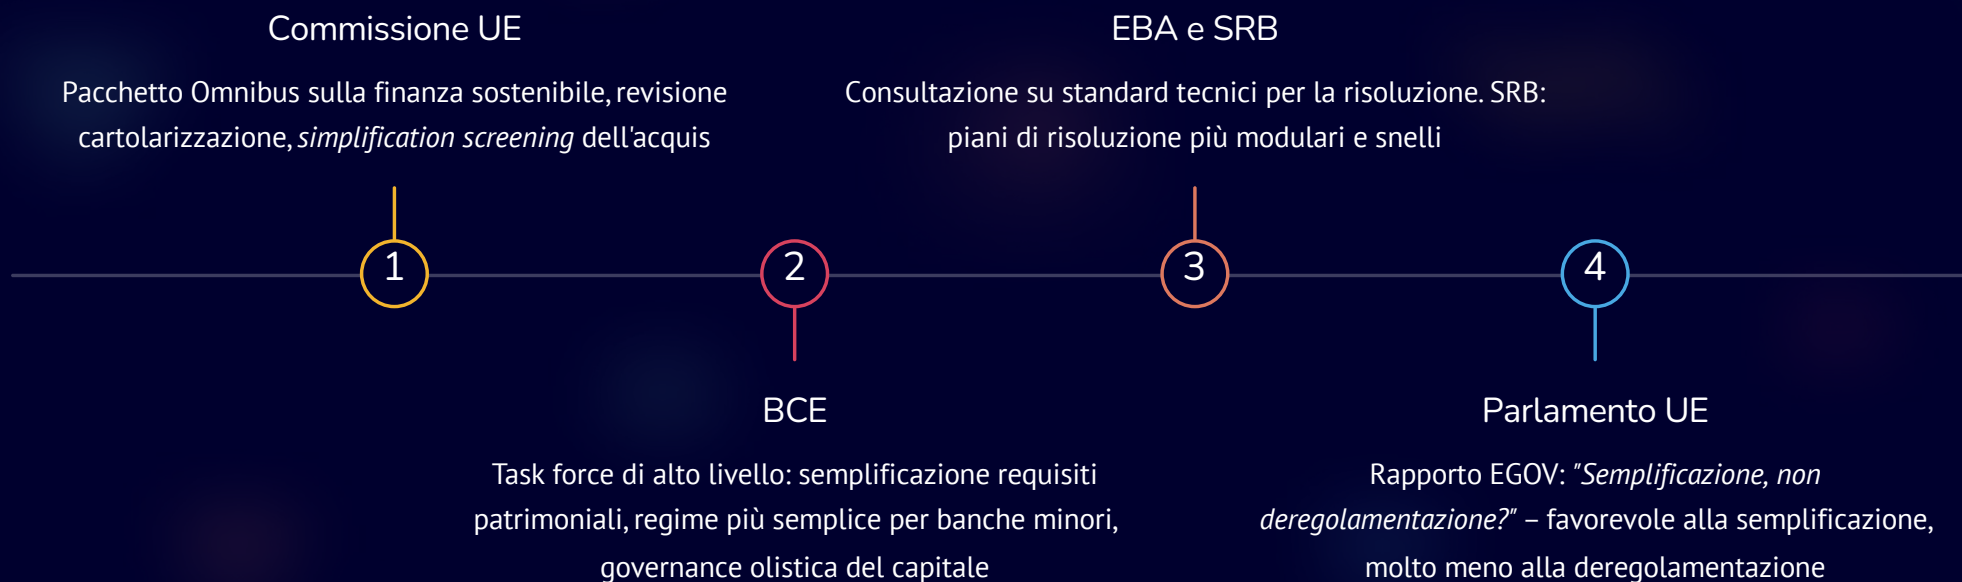 Commissione UE
Pacchetto Omnibus sulla finanza sostenibile, revisione
cartolarizzazione, simplification screening dell'acquis
1
2
BCE
Task force di alto livello: semplificazione requisiti
patrimoniali, regime più semplice per banche minori,
governance olistica del capitale
EBA e SRB
Consultazione su standard tecnici per la risoluzione. SRB:
piani di risoluzione più modulari e snelli
3
4
Parlamento UE
Rapporto EGOV: "Semplificazione, non
deregolamentazione?" – favorevole alla semplificazione,
molto meno alla deregolamentazione